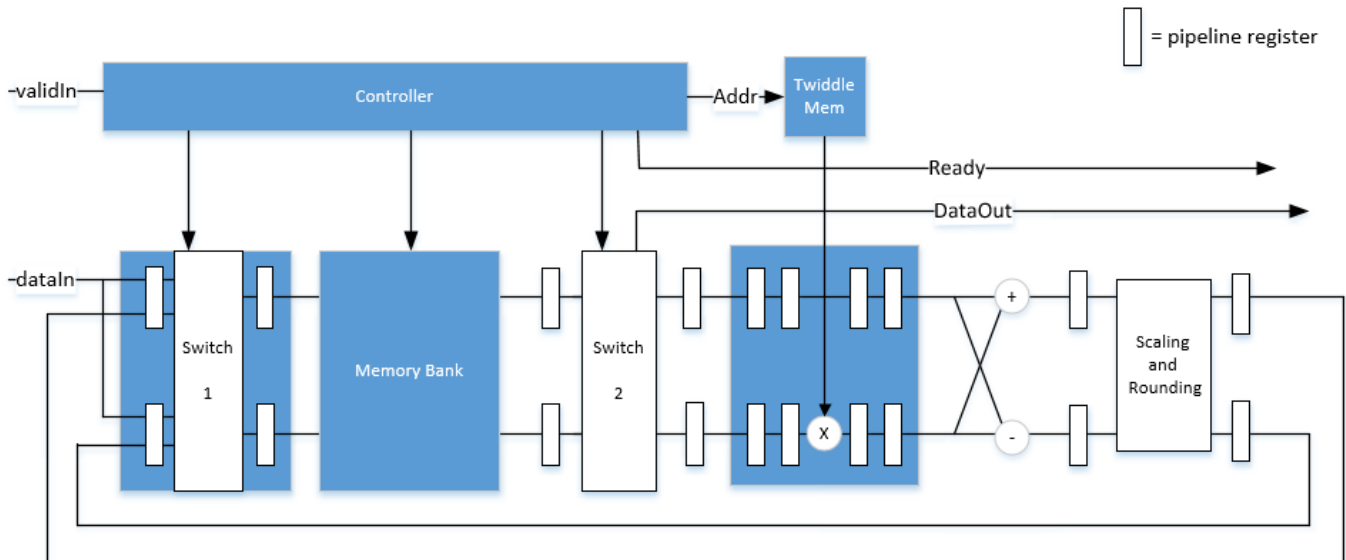 = pipeline register
validIn
Controller
Addr
Twiddle
Mem
Ready
DataOut
dataIn
Switch
1
Memory Bank
Switch
2
X
+
-
Scaling
and
Rounding